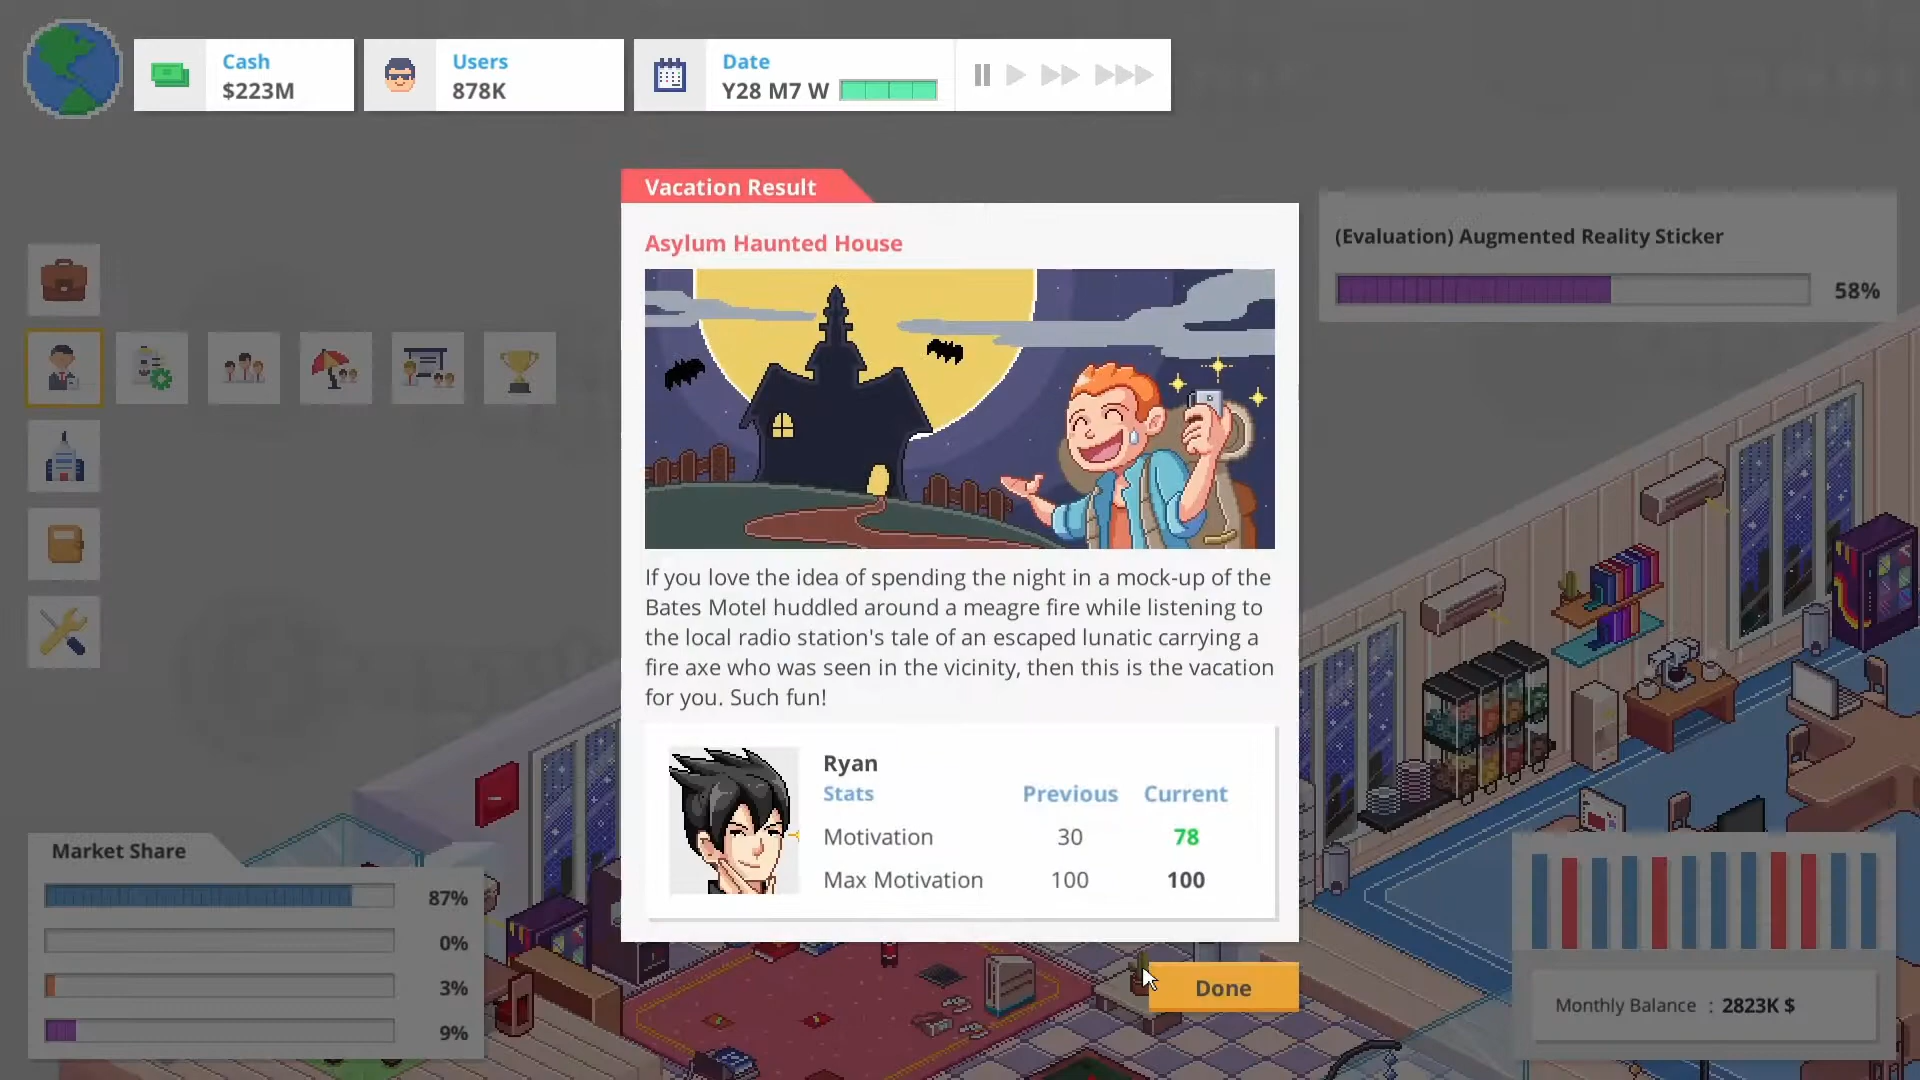 Cash
$223M
Users
878K
Date
Y28 M7 W
Vacation Result
Asylum Haunted House
(Evaluation) Augmented Reality Sticker
58%
If you love the idea of spending the night in a mock-up of the
Bates Motel huddled around a meagre fire while listening to
the local radio station's tale of an escaped lunatic carrying a
fire axe who was seen in the vicinity, then this is the vacation
for you. Such fun!
Ryan
Stats Previous Current
Motivation 30 78
Max Motivation 100 100
Market Share
87%
0%
3%
9%
Done
Monthly Balance : 2823K $